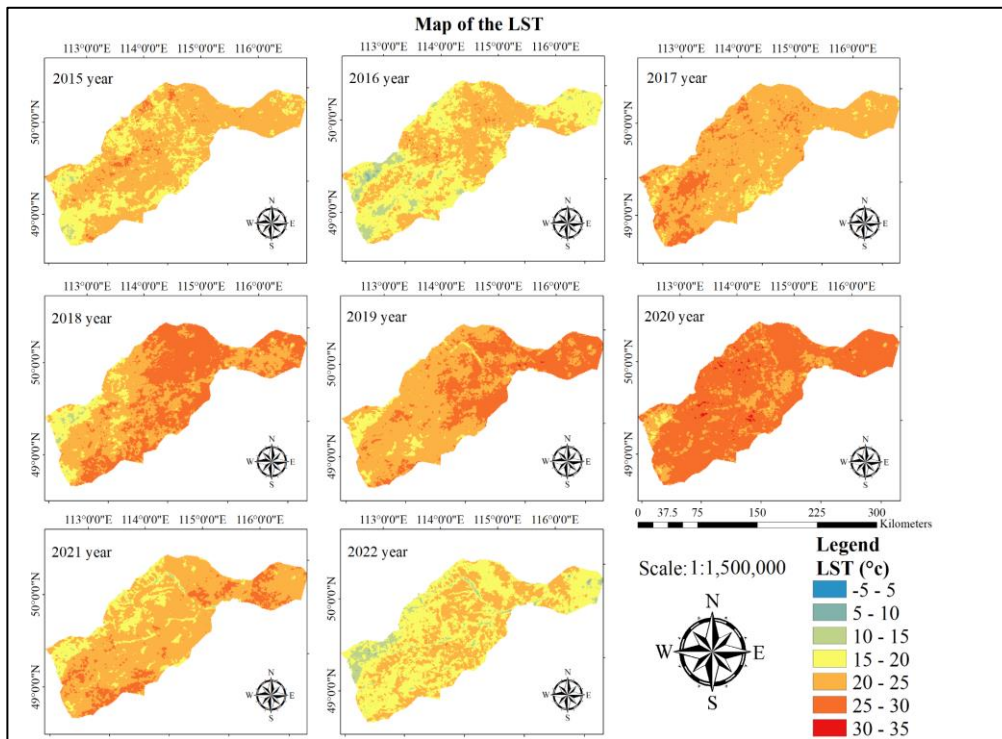 Map of the LST
113°0'0"E 114°0'0"E 115°0'0"E 116°0'0"E
113°0'0"E 114°0'0"E 115°0'0"E 116°0'0"E
113°0'0"E 114°0'0"E 115°0'0"E 116°0'0"E
2015 year
50°0'0"N
49°0'0"N
N
W E
S
2016 year
50°0'0"N
49°0'0"N
N
W E
S
2017 year
50°0'0"N
49°0'0"N
N
W E
S
113°0'0"E 114°0'0"E 115°0'0"E 116°0'0"E
113°0'0"E 114°0'0"E 115°0'0"E 116°0'0"E
113°0'0"E 114°0'0"E 115°0'0"E 116°0'0"E
2018 year
50°0'0"N
49°0'0"N
N
W E
S
2019 year
50°0'0"N
49°0'0"N
N
W E
S
2020 year
50°0'0"N
49°0'0"N
N
W E
S
0 37.5 75 150 225 300
Kilometers
113°0'0"E 114°0'0"E 115°0'0"E 116°0'0"E
113°0'0"E 114°0'0"E 115°0'0"E 116°0'0"E
2021 year
50°0'0"N
49°0'0"N
N
W E
S
2022 year
50°0'0"N
49°0'0"N
N
W E
S
Scale: 1:1,500,000
N
W E
S
Legend
LST (°c)
-5 - 5
5 - 10
10 - 15
15 - 20
20 - 25
25 - 30
30 - 35